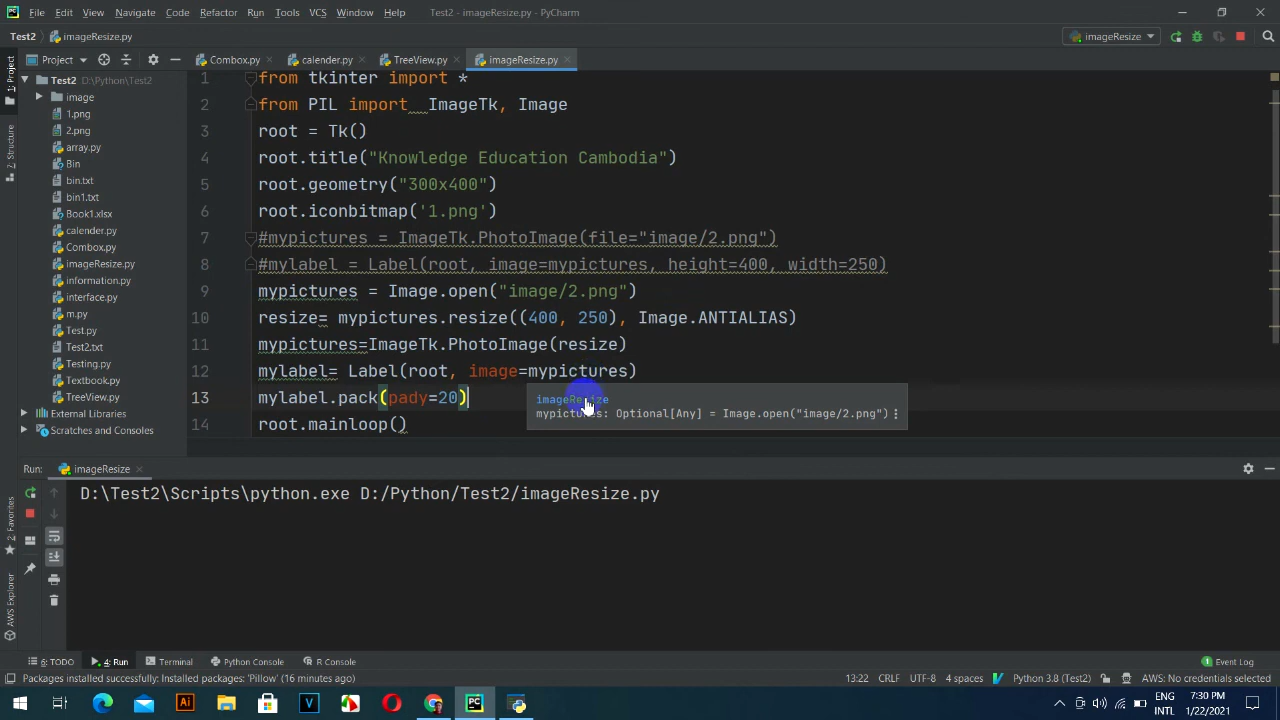 File Edit View Navigate Code Refactor Run Tools VCS Window Help Test2 - imageResize.py - PyCharm
Test2 imageResize.py imageResize
Project Combox.py calender.py TreeView.py imageResize.py
1: Project
Test2 D:\Python\Test2
image
1.png
2.png
array.py
Bin
bin.txt
bin1.txt
Book1.xlsx
calender.py
Combox.py
imageResize.py
information.py
interface.py
m.py
Test.py
Test2.txt
Testing.py
Textbook.py
TreeView.py
External Libraries
Scratches and Consoles
7: Structure
1 from tkinter import *
2 from PIL import ImageTk, Image
3 root = Tk()
4 root.title("Knowledge Education Cambodia")
5 root.geometry("300x400")
6 root.iconbitmap('1.png')
7 #mypictures = ImageTk.PhotoImage(file="image/2.png")
8 #mylabel = Label(root, image=mypictures, height=400, width=250)
9 mypictures = Image.open("image/2.png")
10 resize= mypictures.resize((400, 250), Image.ANTIALIAS)
11 mypictures=ImageTk.PhotoImage(resize)
12 mylabel= Label(root, image=mypictures)
13 mylabel.pack(pady=20)
14 root.mainloop()
imageResize
mypictures: Optional[Any] = Image.open("image/2.png")
Run: imageResize
D:\Test2\Scripts\python.exe D:/Python/Test2/imageResize.py
2: Favorites
AWS Explorer
6: TODO 4: Run Terminal Python Console R Console Event Log
Packages installed successfully: Installed packages: 'Pillow' (16 minutes ago) 13:22 CRLF UTF-8 4 spaces Python 3.8 (Test2) AWS: No credentials selected
ENG
INTL
7:30 PM
1/22/2021